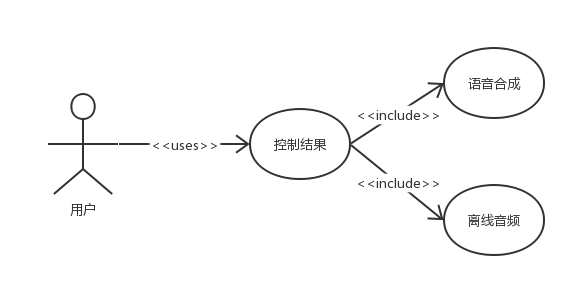 用户
<<uses>>
控制结果
<<include>>
语音合成
<<include>>
离线音频